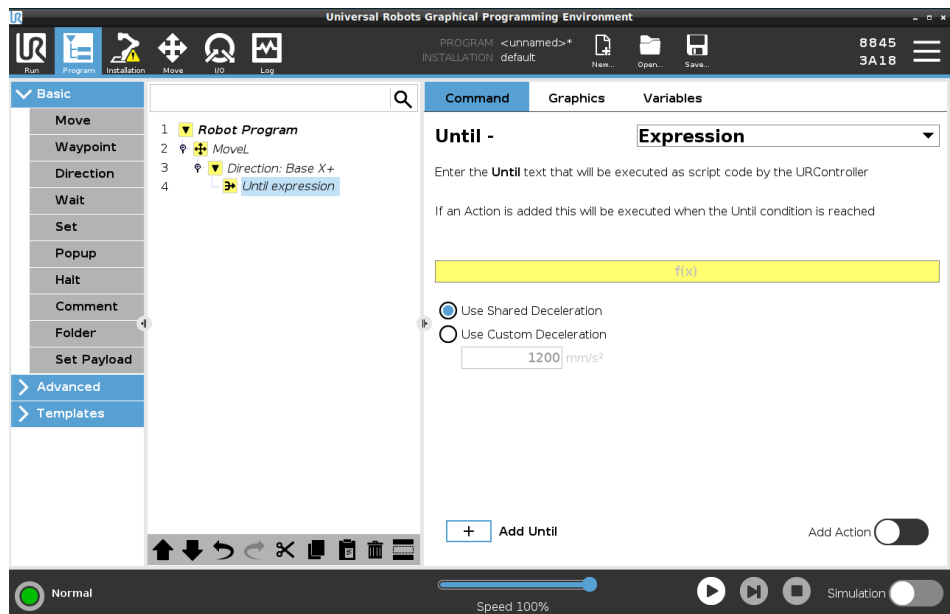 Universal Robots Graphical Programming Environment
UR
Run
Program
Installation
Move
I/O
Log
PROGRAM <unnamed>*
INSTALLATION default
New...
Open...
Save...
8845
3A18
Basic
Move
Waypoint
Direction
Wait
Set
Popup
Halt
Comment
Folder
Set Payload
Advanced
Templates
1 Robot Program
2 MoveL
3 Direction: Base X+
4 Until expression
Command Graphics Variables
Until - Expression
Enter the Until text that will be executed as script code by the URController
If an Action is added this will be executed when the Until condition is reached
f(x)
Use Shared Deceleration
Use Custom Deceleration
1200 mm/s²
+ Add Until
Add Action
Normal
Speed 100%
Simulation